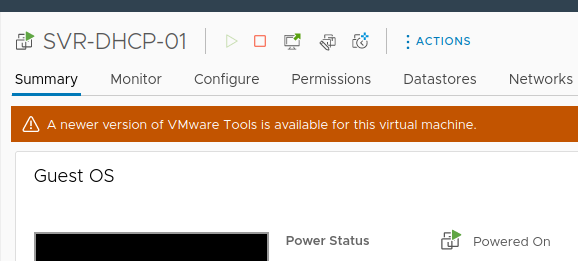 SVR-DHCP-01
ACTIONS
Summary Monitor Configure Permissions Datastores Networks
A newer version of VMware Tools is available for this virtual machine.
Guest OS
Power Status Powered On